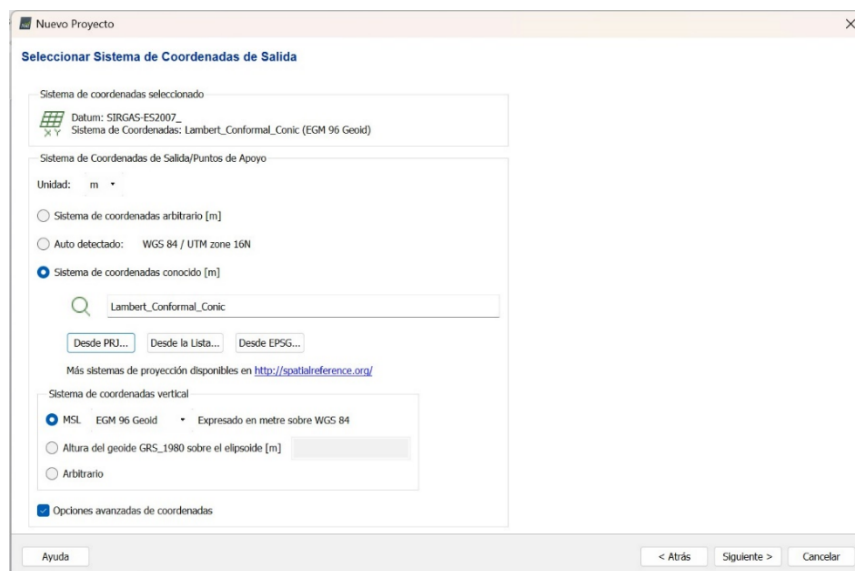 Nuevo Proyecto
Seleccionar Sistema de Coordenadas de Salida
Sistema de coordenadas seleccionado
X Y
Datum: SIRGAS-ES2007_
Sistema de Coordenadas: Lambert_Conformal_Conic (EGM 96 Geoid)
Sistema de Coordenadas de Salida/Puntos de Apoyo
Unidad: m
Sistema de coordenadas arbitrario [m]
Auto detectado: WGS 84 / UTM zone 16N
Sistema de coordenadas conocido [m]
Lambert_Conformal_Conic
Desde PRJ... Desde la Lista... Desde EPSG...
Más sistemas de proyección disponibles en http://spatialreference.org/
Sistema de coordenadas vertical
MSL EGM 96 Geoid Expresado en metre sobre WGS 84
Altura del geoide GRS_1980 sobre el elipsoide [m]
Arbitrario
Opciones avanzadas de coordenadas
Ayuda < Atrás Siguiente > Cancelar